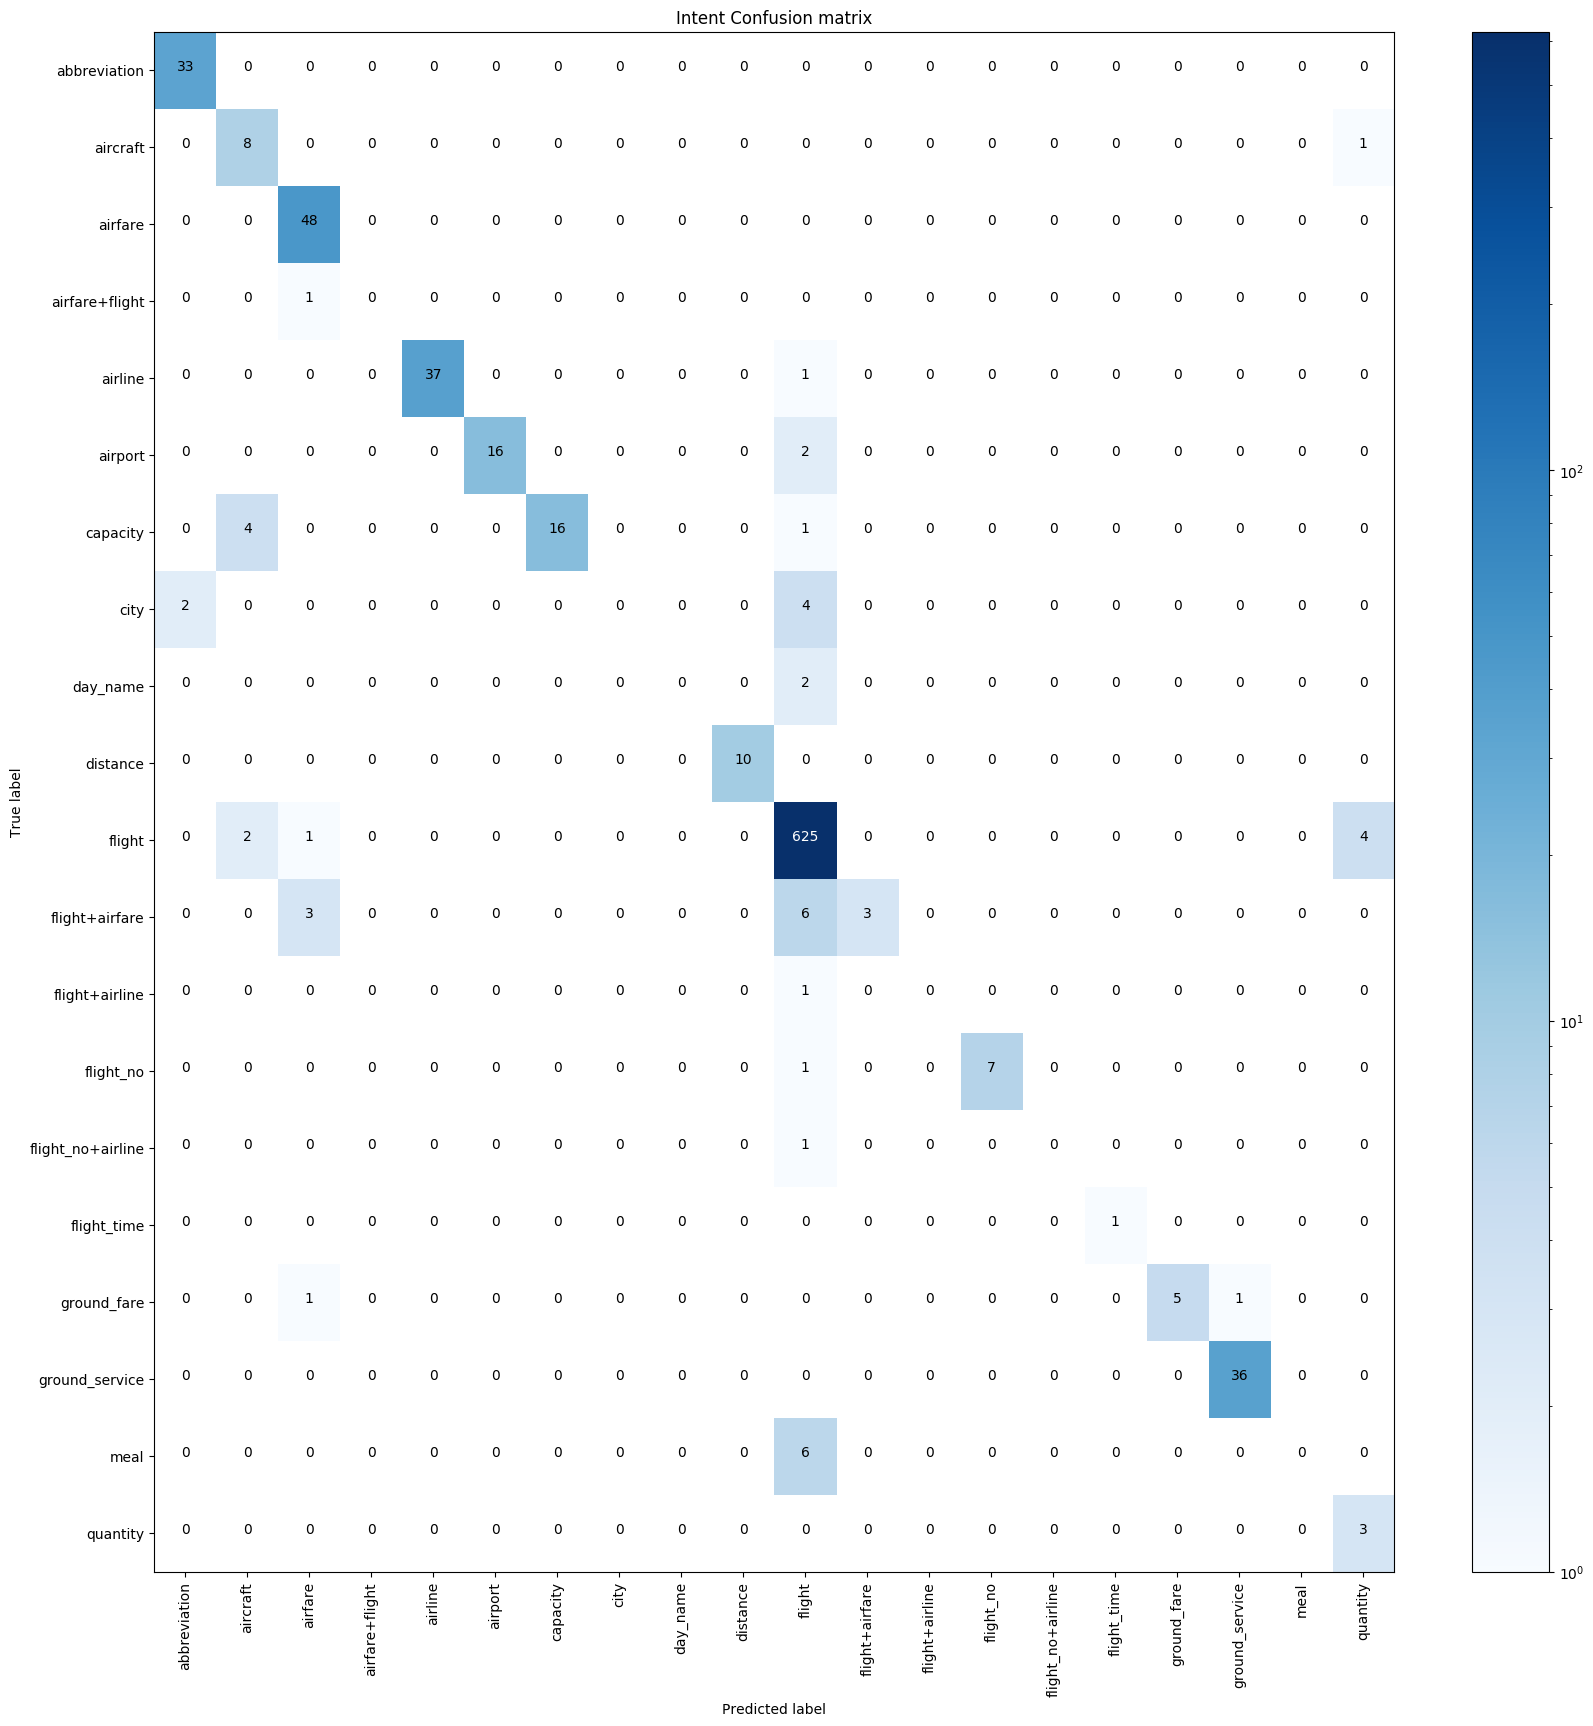 Intent Confusion matrix
abbreviation 33 0 0 0 0 0 0 0 0 0 0 0 0 0 0 0 0 0 0 0
aircraft 0 8 0 0 0 0 0 0 0 0 0 0 0 0 0 0 0 0 0 1
airfare 0 0 48 0 0 0 0 0 0 0 0 0 0 0 0 0 0 0 0 0
airfare+flight 0 0 1 0 0 0 0 0 0 0 0 0 0 0 0 0 0 0 0 0
airline 0 0 0 0 37 0 0 0 0 0 1 0 0 0 0 0 0 0 0 0
airport 0 0 0 0 0 16 0 0 0 0 2 0 0 0 0 0 0 0 0 0
capacity 0 4 0 0 0 0 16 0 0 0 1 0 0 0 0 0 0 0 0 0
city 2 0 0 0 0 0 0 0 0 0 4 0 0 0 0 0 0 0 0 0
day_name 0 0 0 0 0 0 0 0 0 0 2 0 0 0 0 0 0 0 0 0
distance 0 0 0 0 0 0 0 0 0 10 0 0 0 0 0 0 0 0 0 0
flight 0 2 1 0 0 0 0 0 0 0 625 0 0 0 0 0 0 0 0 4
flight+airfare 0 0 3 0 0 0 0 0 0 0 6 3 0 0 0 0 0 0 0 0
flight+airline 0 0 0 0 0 0 0 0 0 0 1 0 0 0 0 0 0 0 0 0
flight_no 0 0 0 0 0 0 0 0 0 0 1 0 0 7 0 0 0 0 0 0
flight_no+airline 0 0 0 0 0 0 0 0 0 0 1 0 0 0 0 0 0 0 0 0
flight_time 0 0 0 0 0 0 0 0 0 0 0 0 0 0 0 1 0 0 0 0
ground_fare 0 0 1 0 0 0 0 0 0 0 0 0 0 0 0 0 5 1 0 0
ground_service 0 0 0 0 0 0 0 0 0 0 0 0 0 0 0 0 0 36 0 0
meal 0 0 0 0 0 0 0 0 0 0 6 0 0 0 0 0 0 0 0 0
quantity 0 0 0 0 0 0 0 0 0 0 0 0 0 0 0 0 0 0 0 3
True label
abbreviation
aircraft
airfare
airfare+flight
airline
airport
capacity
city
day_name
distance
flight
flight+airfare
flight+airline
flight_no
flight_no+airline
flight_time
ground_fare
ground_service
meal
quantity
Predicted label
10²
10¹
10⁰